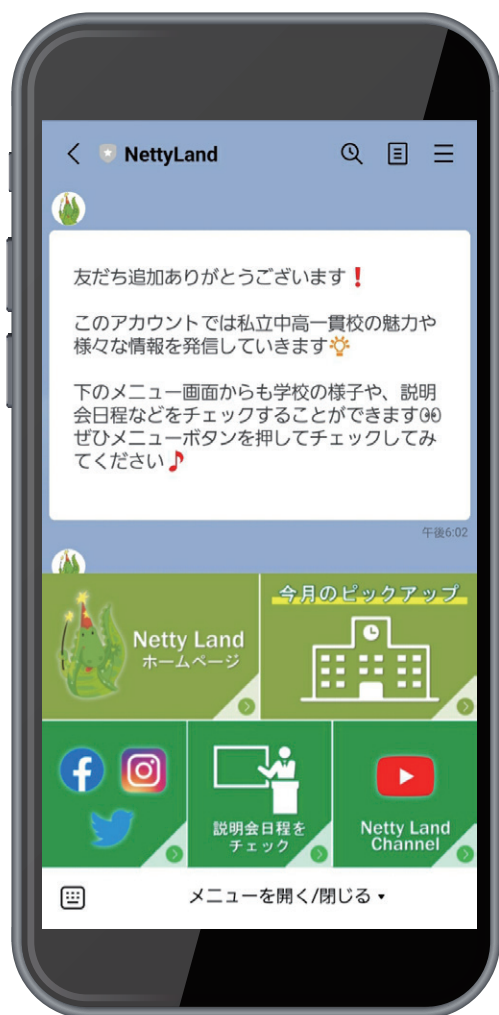 NettyLand
友だち追加ありがとうございます❗
このアカウントでは私立中高一貫校の魅力や
様々な情報を発信していきます💡
下のメニュー画面からも学校の様子や、説明
会日程などをチェックすることができます👀
ぜひメニューボタンを押してチェックしてみ
てください🎵
午後6:02
Netty Land
ホームページ
今月のピックアップ
説明会日程を
チェック
Netty Land
Channel
メニューを開く/閉じる ▾